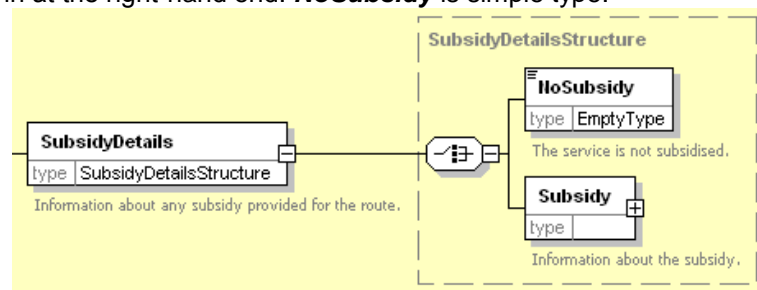 in at the right-hand end. NoSubsidy is simple type.
SubsidyDetailsStructure
NoSubsidy
type EmptyType
The service is not subsidised.
SubsidyDetails
type SubsidyDetailsStructure
Information about any subsidy provided for the route.
Subsidy
type
Information about the subsidy.